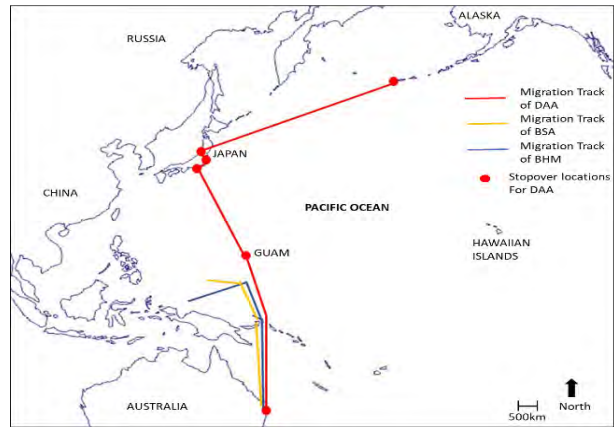 ALASKA
RUSSIA
Migration Track
of DAA
Migration Track
of BSA
Migration Track
of BHM
Stopover locations
For DAA
JAPAN
CHINA
PACIFIC OCEAN
HAWAIIAN
ISLANDS
GUAM
AUSTRALIA
500km
North